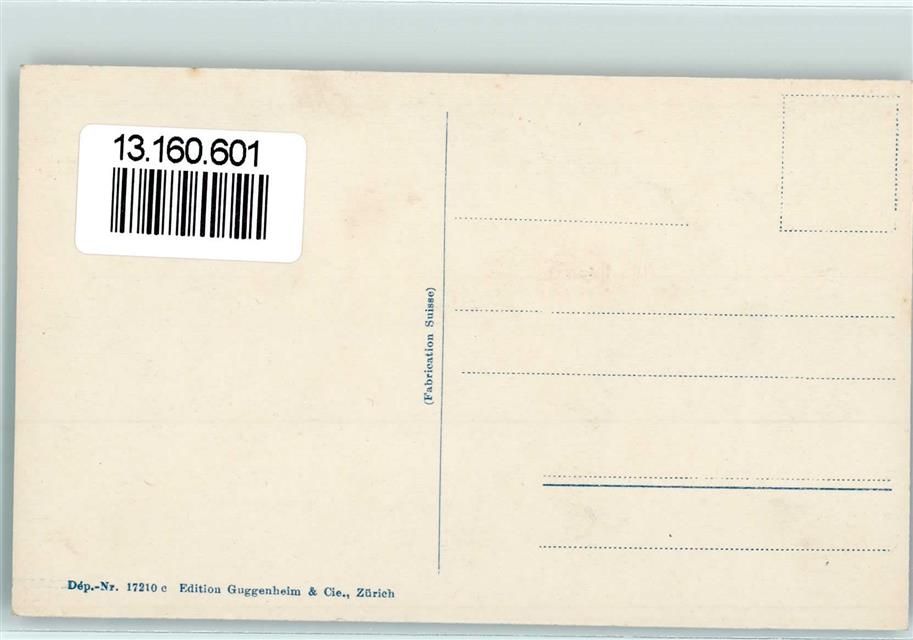 13.160.601
(Fabrication Suisse)
Dép.-Nr. 17210 c Edition Guggenheim & Cie., Zürich